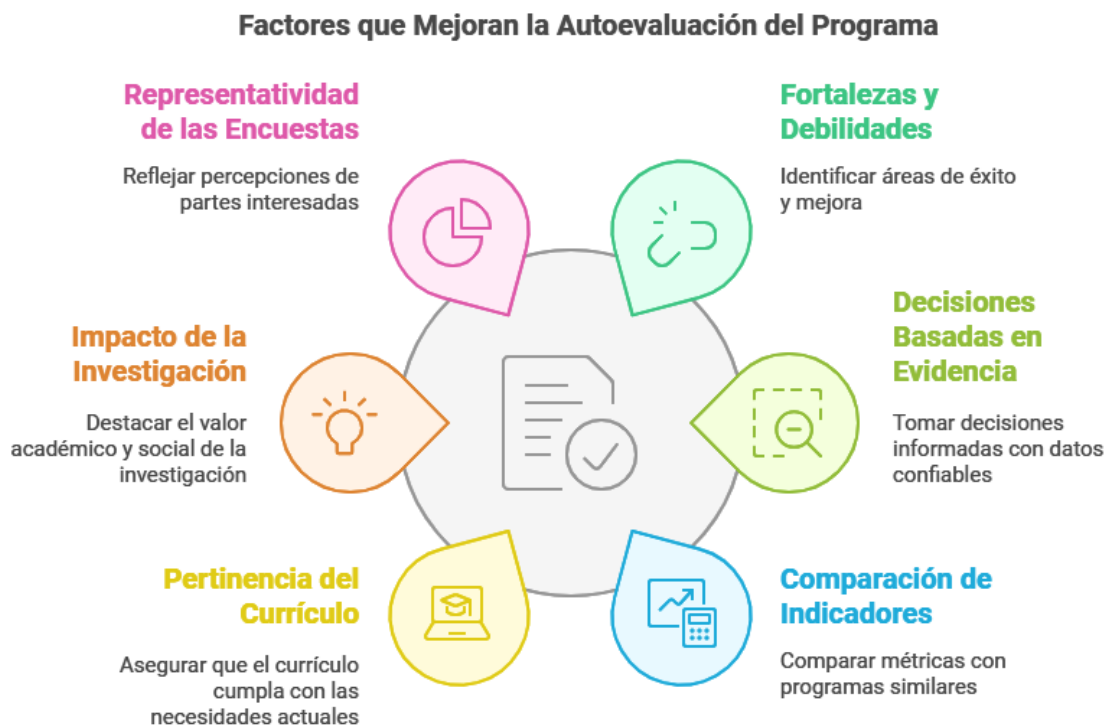 Factores que Mejoran la Autoevaluación del Programa
Representatividad
de las Encuestas
Reflejar percepciones de
partes interesadas
Fortalezas y
Debilidades
Identificar áreas de éxito
y mejora
Impacto de la
Investigación
Destacar el valor
académico y social de la
investigación
Decisiones
Basadas en
Evidencia
Tomar decisiones
informadas con datos
confiables
Pertinencia del
Currículo
Asegurar que el currículo
cumpla con las
necesidades actuales
Comparación de
Indicadores
Comparar métricas con
programas similares